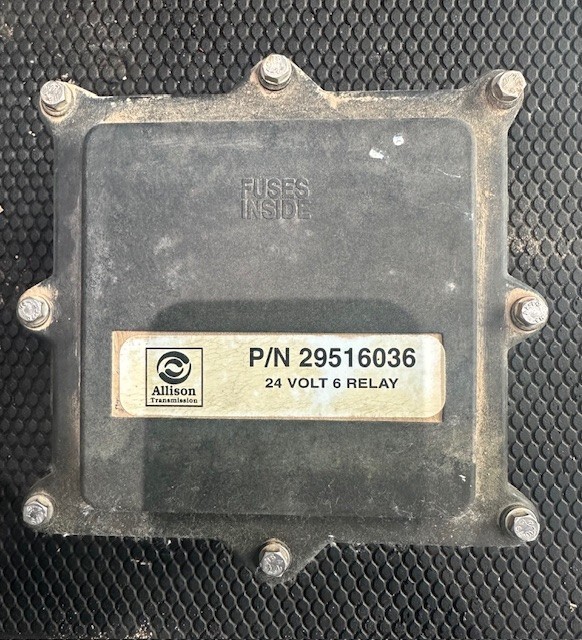 FUSES
INSIDE
P/N 29516036
24 VOLT 6 RELAY
Allison
Transmission